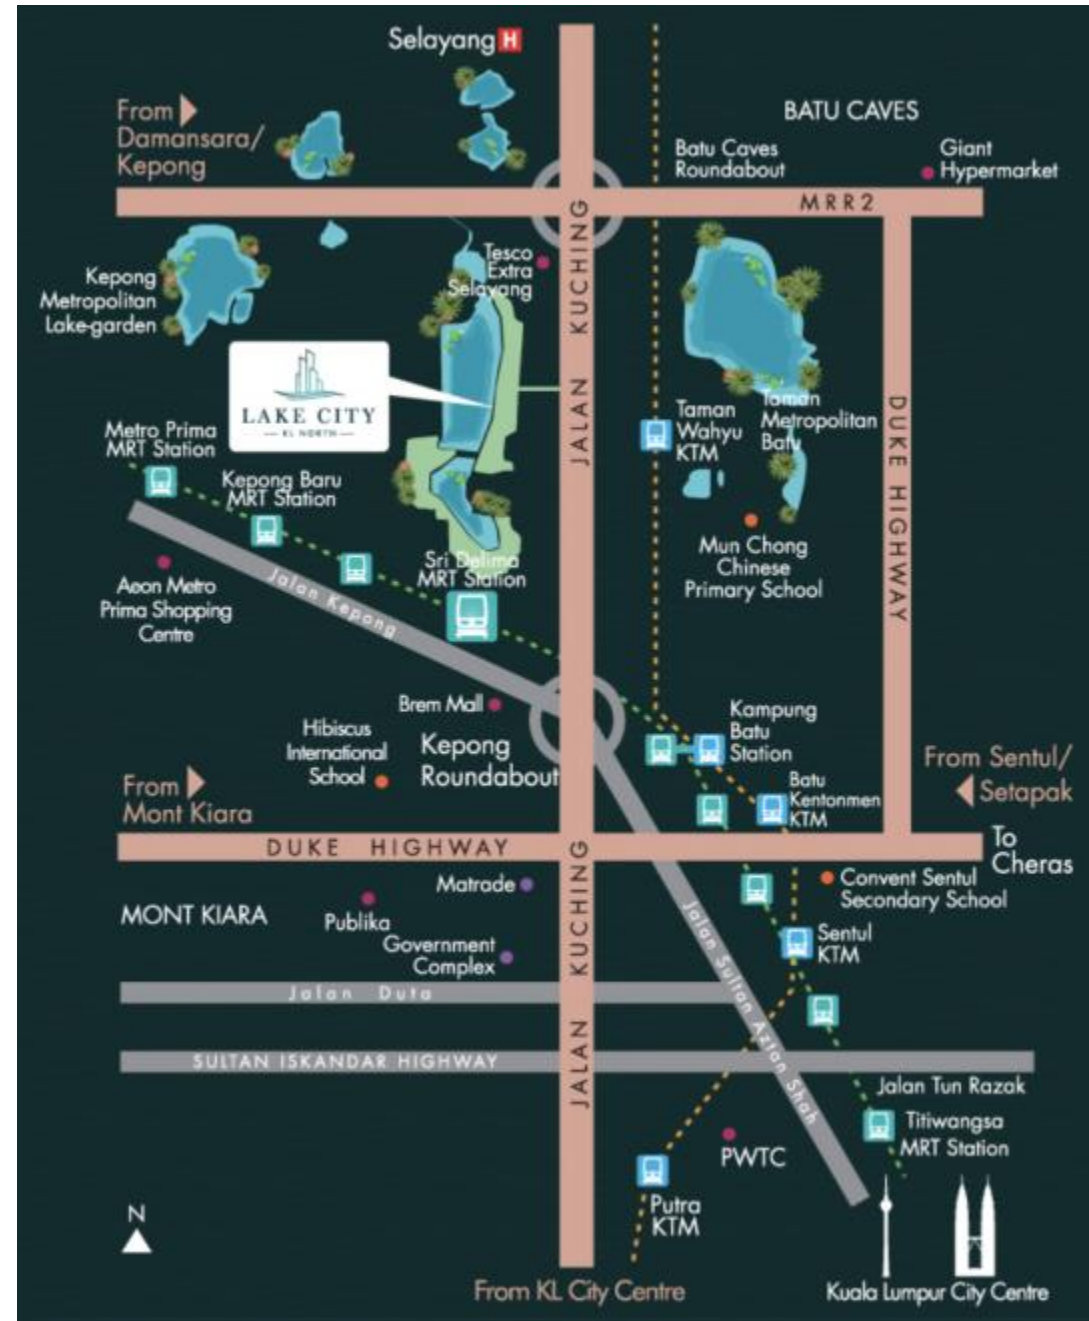 Selayang H
From
Damansara/
Kepong
BATU CAVES
Batu Caves
Roundabout
Giant
Hypermarket
MRR2
Kepong
Metropolitan
Lake-garden
Tesco
Extra
Selayang
JALAN KUCHING
LAKE CITY
KL NORTH
Taman
Wahyu
KTM
Taman
Metropolitan
Batu
DUKE HIGHWAY
Metro Prima
MRT Station
Kepong Baru
MRT Station
Sri Delima
MRT Station
Mun Chong
Chinese
Primary School
Aeon Metro
Prima Shopping
Centre
Jalan Kepong
Brem Mall
Hibiscus
International
School
Kepong
Roundabout
Kampung
Batu
Station
From Sentul/
Setapak
From
Mont Kiara
Batu
Kentonmen
KTM
To
Cheras
DUKE HIGHWAY
JALAN KUCHING
Matrade
Convent Sentul
Secondary School
MONT KIARA
Publika
Government
Complex
Sentul
KTM
Jalan Sultan Azlan Shah
Jalan Duta
SULTAN ISKANDAR HIGHWAY
Jalan Tun Razak
Titiwangsa
MRT Station
PWTC
Putra
KTM
N
From KL City Centre
Kuala Lumpur City Centre